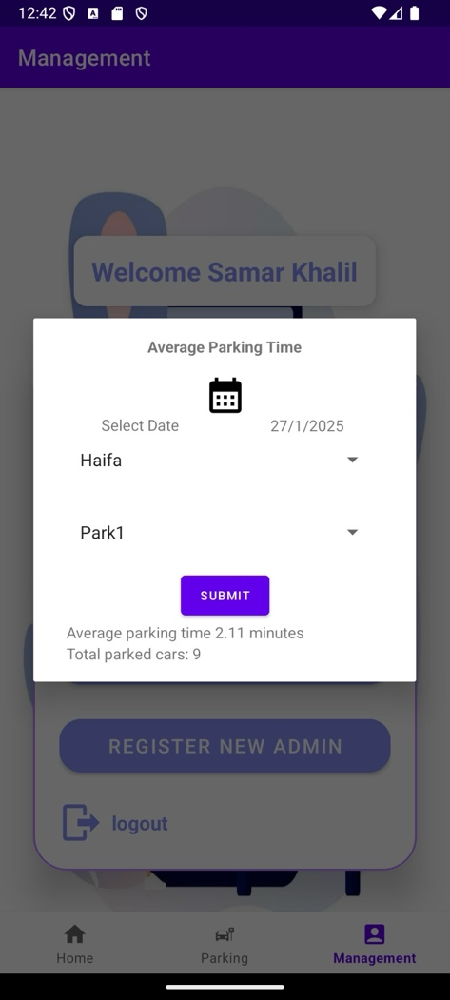 12:42
Management
Welcome Samar Khalil
Average Parking Time
Select Date 27/1/2025
Haifa
Park1
SUBMIT
Average parking time 2.11 minutes
Total parked cars: 9
REGISTER NEW ADMIN
logout
Home Parking Management